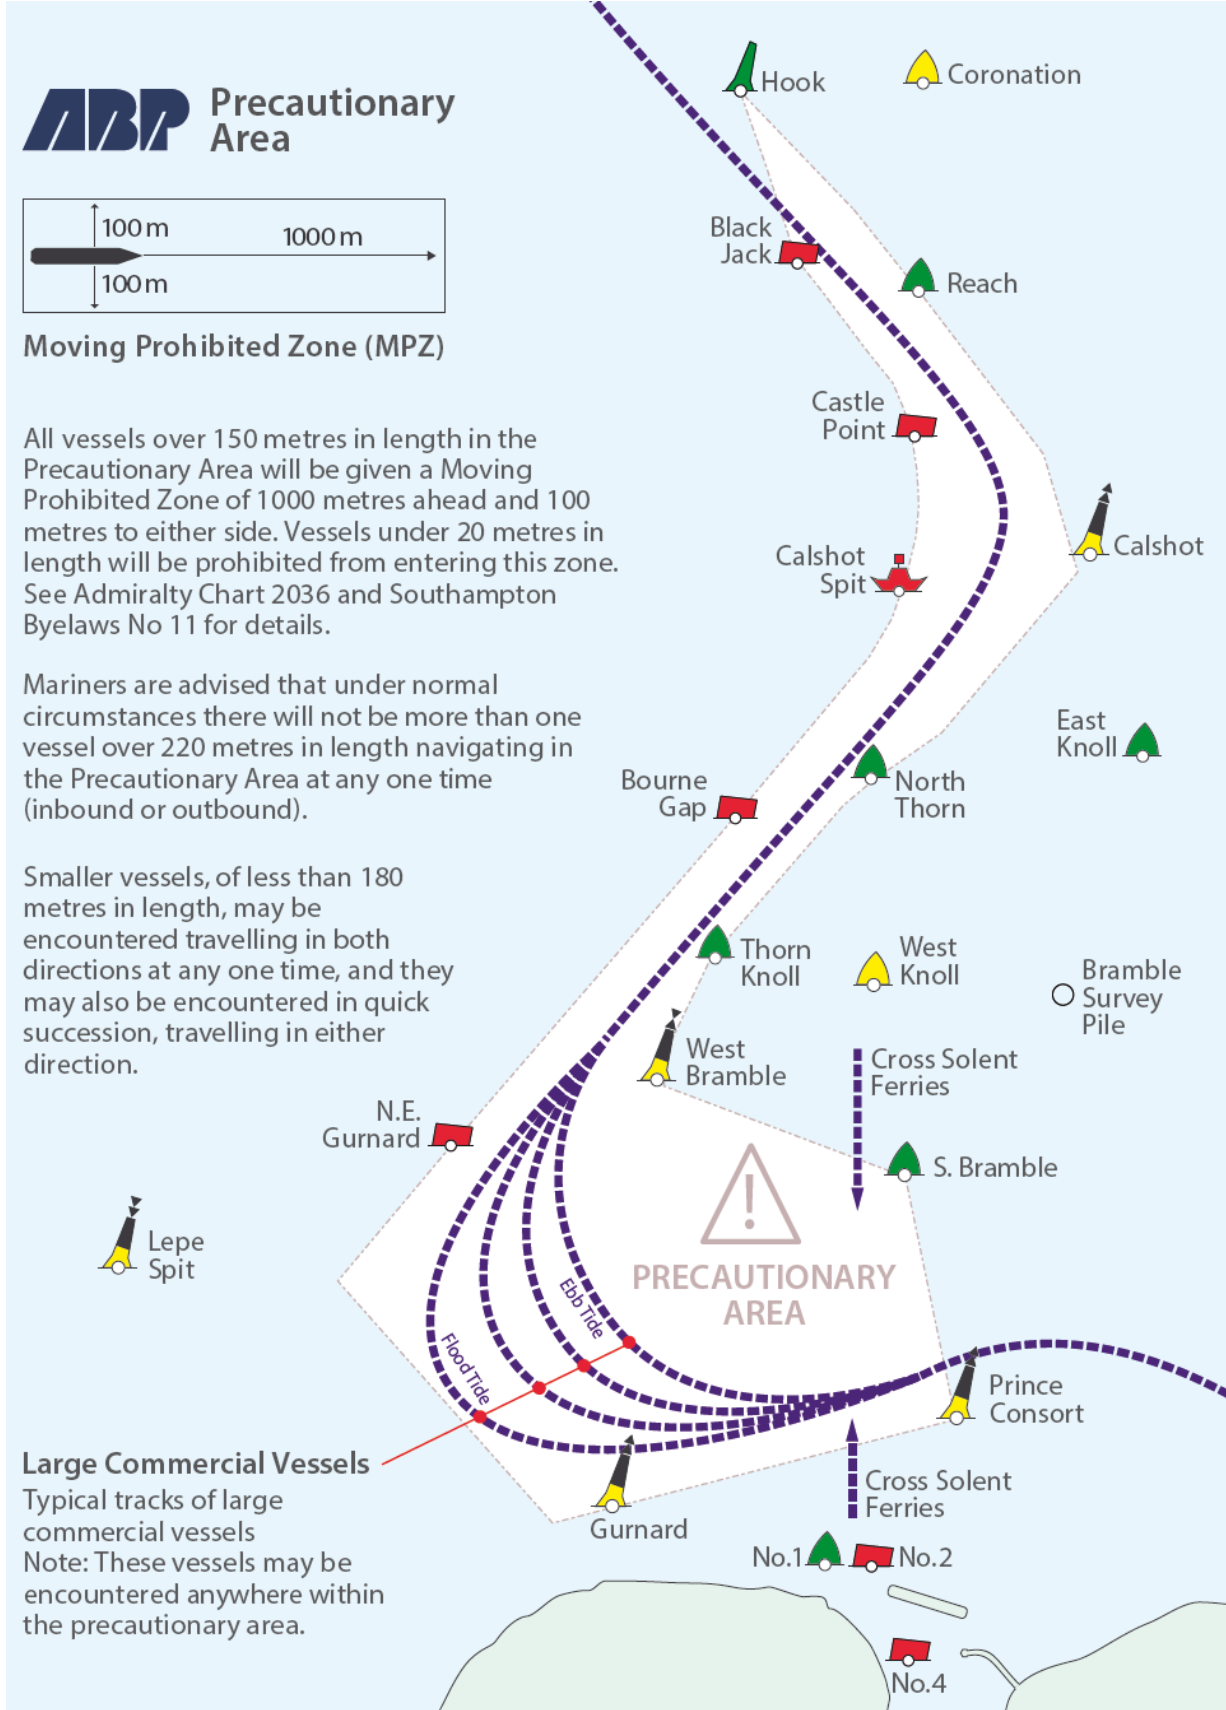 ABP
Precautionary
Area
100 m
1000 m
100 m
Moving Prohibited Zone (MPZ)
All vessels over 150 metres in length in the
Precautionary Area will be given a Moving
Prohibited Zone of 1000 metres ahead and 100
metres to either side. Vessels under 20 metres in
length will be prohibited from entering this zone.
See Admiralty Chart 2036 and Southampton
Byelaws No 11 for details.
Mariners are advised that under normal
circumstances there will not be more than one
vessel over 220 metres in length navigating in
the Precautionary Area at any one time
(inbound or outbound).
Smaller vessels, of less than 180
metres in length, may be
encountered travelling in both
directions at any one time, and they
may also be encountered in quick
succession, travelling in either
direction.
Hook
Coronation
Black
Jack
Reach
Castle
Point
Calshot
Calshot
Spit
East
Knoll
North
Thorn
Bourne
Gap
Thorn
Knoll
West
Knoll
Bramble
Survey
Pile
West
Bramble
Cross Solent
Ferries
N.E.
Gurnard
S. Bramble
Lepe
Spit
!
PRECAUTIONARY
AREA
Ebb Tide
Flood Tide
Prince
Consort
Large Commercial Vessels
Typical tracks of large
commercial vessels
Note: These vessels may be
encountered anywhere within
the precautionary area.
Gurnard
Cross Solent
Ferries
No.1
No.2
No.4